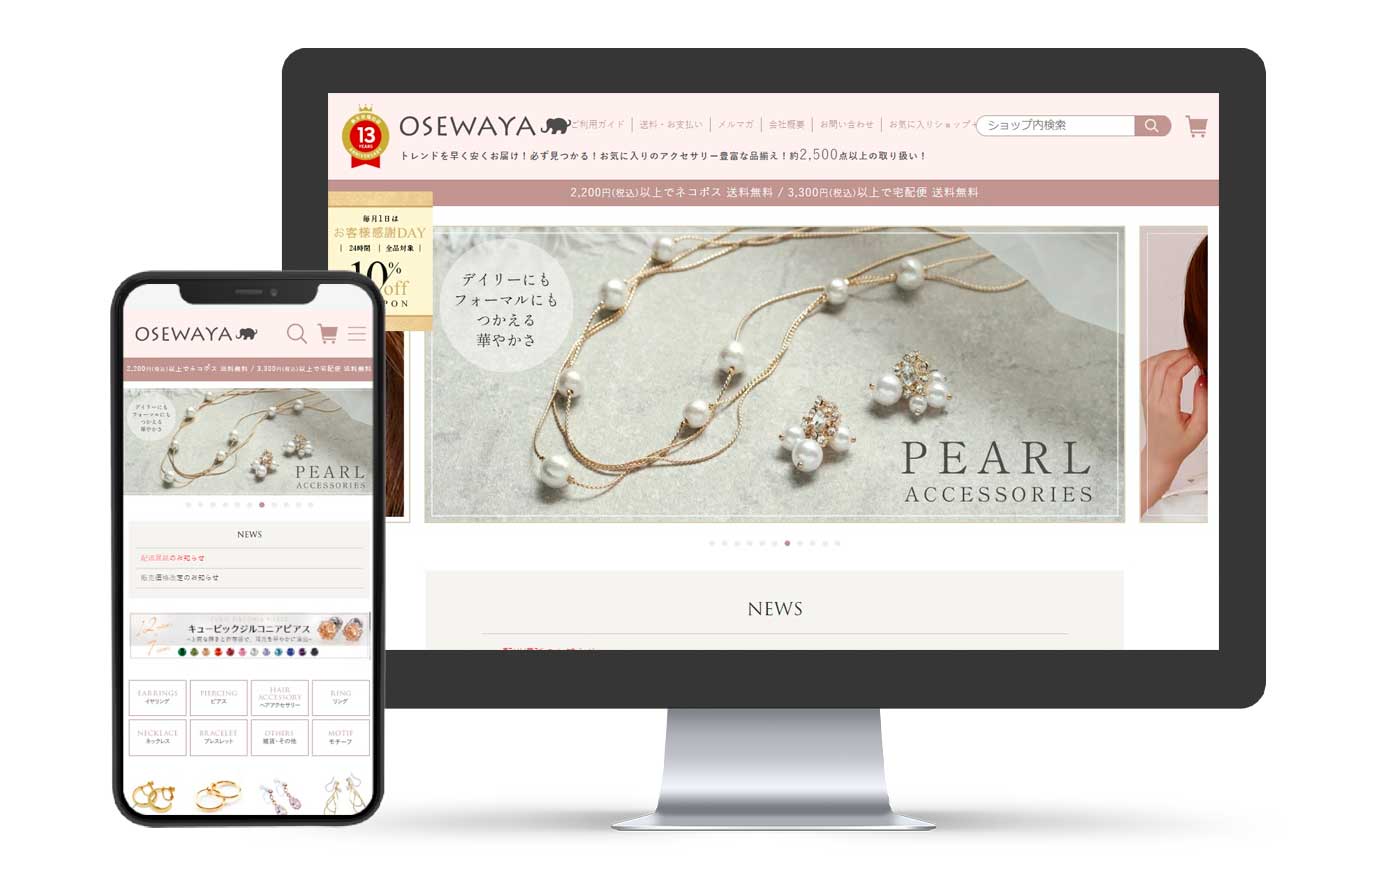 13
YEARS
ANNIVERSARY
OSEWAYA
ご利用ガイド
送料・お支払い
メルマガ
会社概要
お問い合わせ
お気に入りショップ
ショップ内検索
トレンドを早く安くお届け！必ず見つかる！お気に入りのアクセサリー豊富な品揃え！約2,500点以上の取り扱い！
2,200円(税込)以上でネコポス 送料無料 / 3,300円(税込)以上で宅配便 送料無料
毎月1日は
お客様感謝DAY
24時間 全品対象
10%
off
PON
デイリーにも
フォーマルにも
つかえる
華やかさ
PEARL
ACCESSORIES
NEWS
OSEWAYA
2,200円(税込)以上でネコポス 送料無料 / 3,300円(税込)以上で宅配便 送料無料
デイリーにも
フォーマルにも
つかえる
華やかさ
PEARL
ACCESSORIES
NEWS
配送遅延のお知らせ
販売価格改定のお知らせ
キュービックジルコニアピアス
EARRINGS
イヤリング
PIERCING
ピアス
HAIR
ACCESSORY
ヘアアクセサリー
RING
リング
NECKLACE
ネックレス
BRACELET
ブレスレット
OTHERS
雑貨・その他
MOTIF
モチーフ